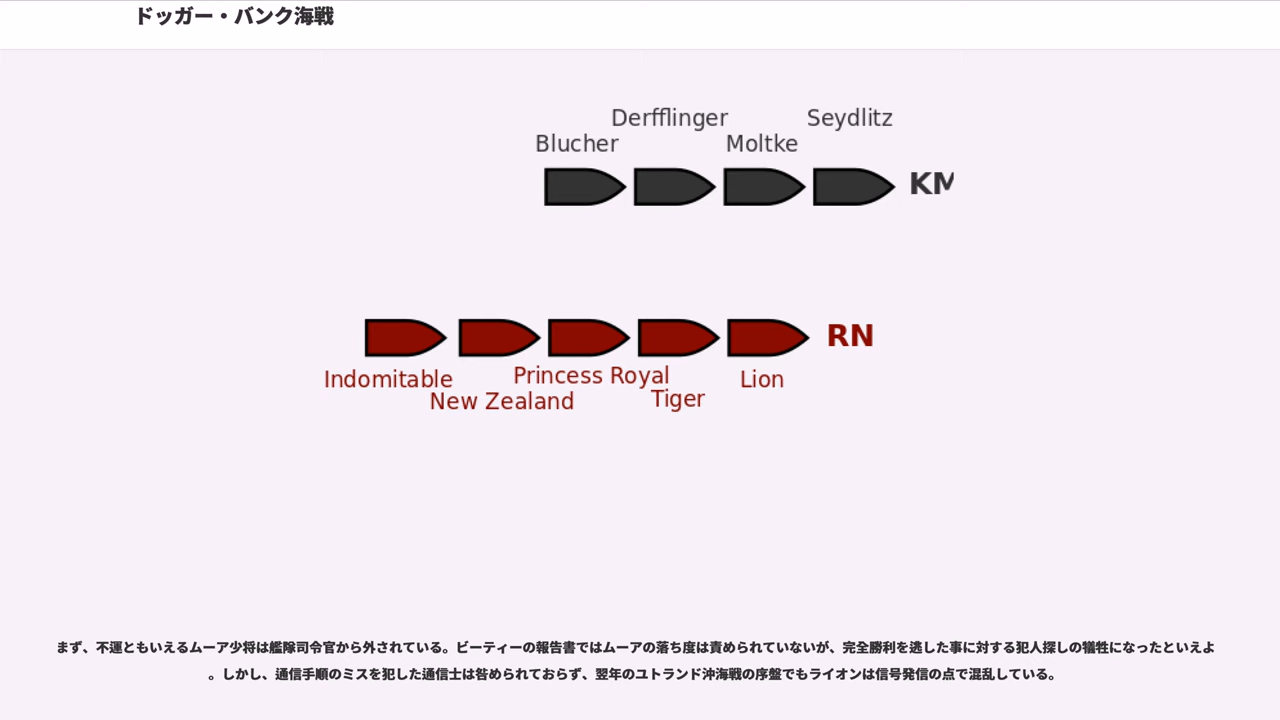 ドッガー・バンク海戦
Derfflinger Seydlitz
Blucher Moltke
KM
RN
Indomitable Princess Royal Lion
New Zealand Tiger
まず、不運ともいえるムーア少将は艦隊司令官から外されている。ビーティーの報告書ではムーアの落ち度は責められていないが、完全勝利を逃した事に対する犯人探しの犠牲になったといえよ
。しかし、通信手順のミスを犯した通信士は咎められておらず、翌年のユトランド沖海戦の序盤でもライオンは信号発信の点で混乱している。